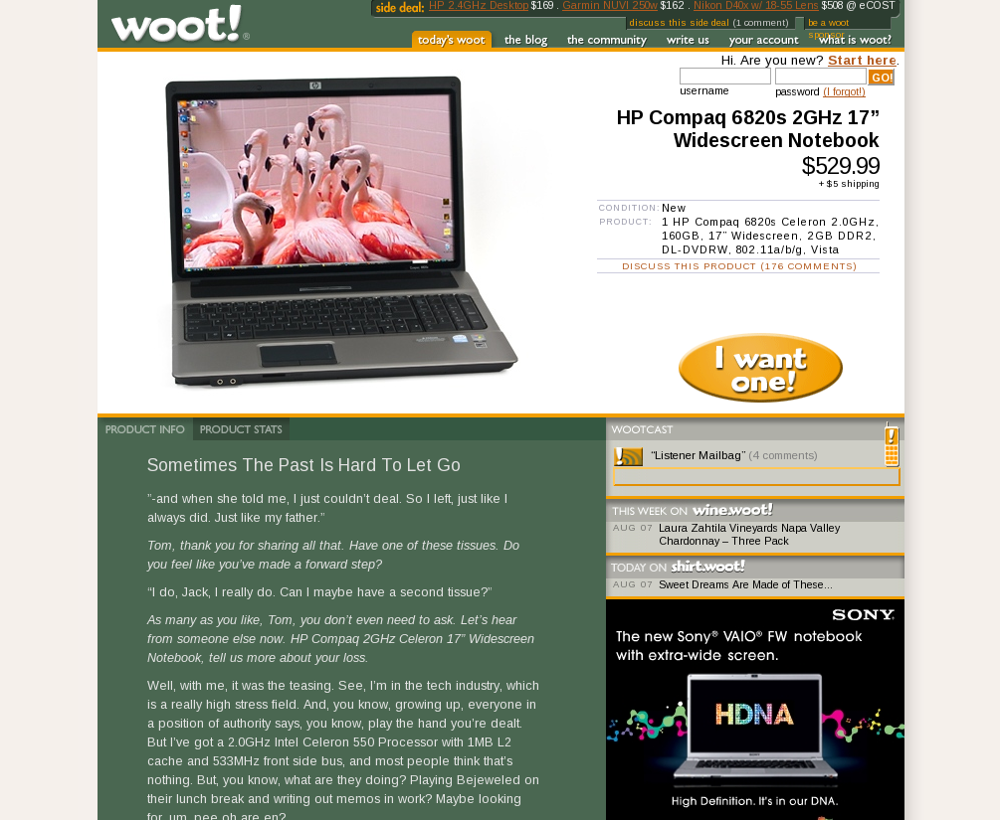 woot!®
side deal: HP 2.4GHz Desktop $169 . Garmin NUVI 250w $162 . Nikon D40x w/ 18-55 Lens $508 @ eCOST
discuss this side deal (1 comment)
be a woot sponsor
today's woot
the blog
the community
write us
your account
what is woot?
Hi. Are you new? Start here.
GO!
username
password (I forgot!)
HP Compaq 6820s 2GHz 17”
Widescreen Notebook
$529.99
+ $5 shipping
CONDITION: New
PRODUCT: 1 HP Compaq 6820s Celeron 2.0GHz,
160GB, 17” Widescreen, 2GB DDR2,
DL-DVDRW, 802.11a/b/g, Vista
DISCUSS THIS PRODUCT (176 COMMENTS)
I want
one!
PRODUCT INFO
PRODUCT STATS
Sometimes The Past Is Hard To Let Go
”-and when she told me, I just couldn’t deal. So I left, just like I
always did. Just like my father.”
Tom, thank you for sharing all that. Have one of these tissues. Do
you feel like you’ve made a forward step?
“I do, Jack, I really do. Can I maybe have a second tissue?”
As many as you like, Tom, you don’t even need to ask. Let’s hear
from someone else now. HP Compaq 2GHz Celeron 17” Widescreen
Notebook, tell us more about your loss.
Well, with me, it was the teasing. See, I’m in the tech industry, which
is a really high stress field. And, you know, growing up, everyone in
a position of authority says, you know, play the hand you’re dealt.
But I’ve got a 2.0GHz Intel Celeron 550 Processor with 1MB L2
cache and 533MHz front side bus, and most people think that’s
nothing. But, you know, what are they doing? Playing Bejeweled on
their lunch break and writing out memos in work? Maybe looking
for, um, pee oh are en?
WOOTCAST
“Listener Mailbag” (4 comments)
THIS WEEK ON wine.woot!
AUG 07 Laura Zahtila Vineyards Napa Valley
Chardonnay – Three Pack
TODAY ON shirt.woot!
AUG 07 Sweet Dreams Are Made of These...
SONY
The new Sony® VAIO® FW notebook
with extra-wide screen.
HDNA
High Definition. It's in our DNA.